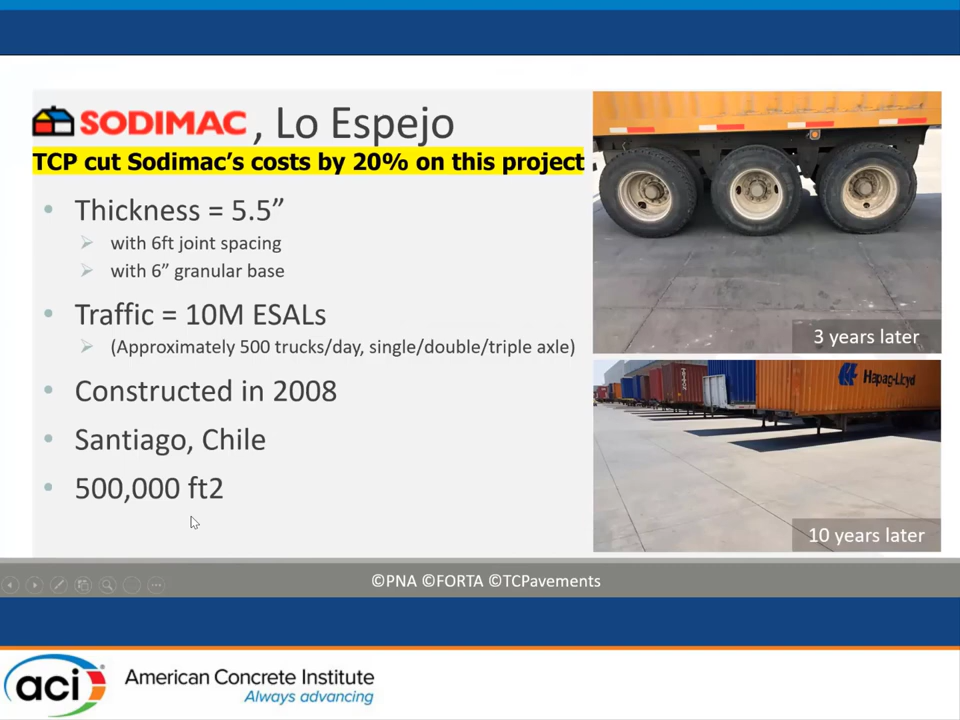 SODIMAC , Lo Espejo
TCP cut Sodimac's costs by 20% on this project.
• Thickness = 5.5”
with 6ft joint spacing
with 6” granular base
• Traffic = 10M ESALs
(Approximately 500 trucks/day, single/double/triple axle)
• Constructed in 2008
• Santiago, Chile
• 500,000 ft2
3 years later
Hapag-Lloyd
10 years later
©PNA ©FORTA ©TCPavements
aci American Concrete Institute
Always advancing